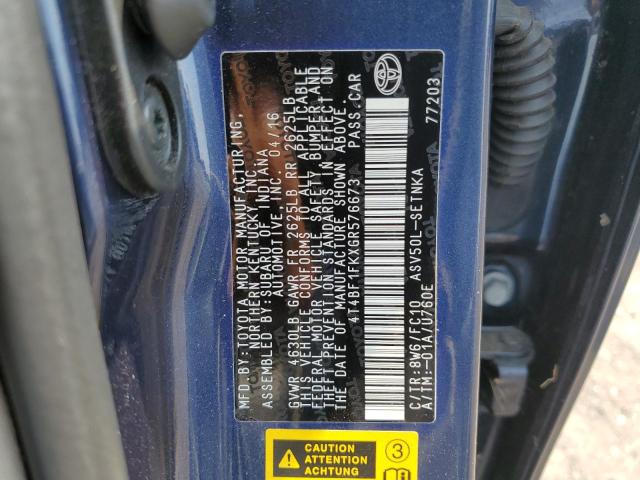 MFD.BY:TOYOTA MOTOR MANUFACTURING,
NORTHERN KENTUCKY, INC.
ASSEMBLED BY: SUBARU OF INDIANA
AUTOMOTIVE, INC. 04/16
GVWR 4630LB GAWR FR 2625LB RR 2625LB
THIS VEHICLE CONFORMS TO ALL APPLICABLE
FEDERAL MOTOR VEHICLE SAFETY, BUMPER, AND
THEFT PREVENTION STANDARDS IN EFFECT ON
THE DATE OF MANUFACTURE SHOWN ABOVE.
4T4BF1FKXGR576673 PASS.CAR
C/TR:8W6/FC10 ASV50L-SETNKA
A/TM:-01A/U760E 77203
TOYOTA
CAUTION
ATTENTION
ACHTUNG
3